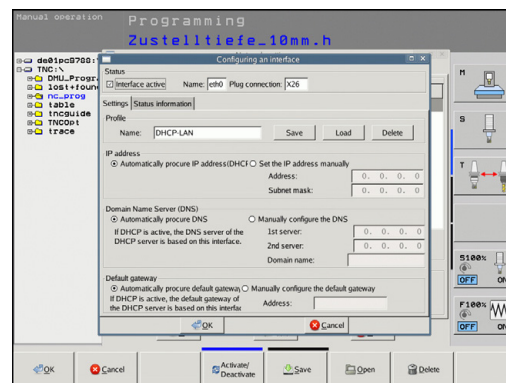 Manual operation
Programming
Zustelltiefe_10mm.h
Configuring an interface
de01pc8788:
TNC:\
DMU_Progr
lost+foun
nc_prog
table
tncguide
TNCOpt
trace
Status
Interface active Name: eth0 Plug connection: X26
Settings Status information
Profile
Name: DHCP-LAN Save Load Delete
IP address
Automatically procure IP address(DHCF Set the IP address manually
Address: 0. 0. 0. 0
Subnet mask: 0. 0. 0. 0
Domain Name Server (DNS)
Automatically procure DNS Manually configure the DNS
If DHCP is active, the DNS server of the 1st server: 0. 0. 0. 0
DHCP server is based on this interface. 2nd server: 0. 0. 0. 0
Domain name:
Default gateway
Automatically procure default gateway Manually configure the default gateway
If DHCP is active, the default gateway of Address:
the DHCP server is based on this interfac
OK Cancel
M
S
T
S100%
OFF ON
F100%
OFF ON
OK Cancel Activate/ Deactivate Save Open Delete